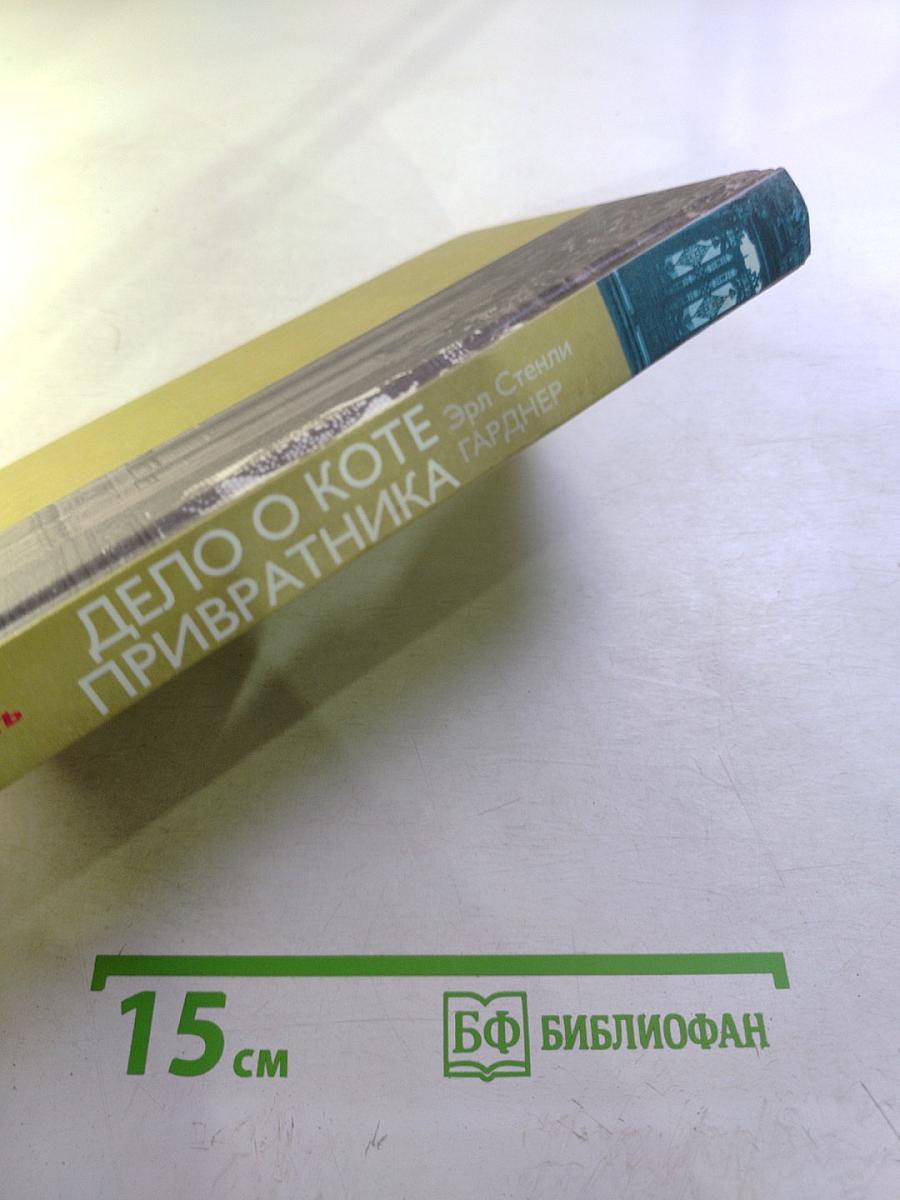 ДЕЛО О КОТЕ
ПРИВРАТНИКА
Эрл Стенли
ГАРДНЕР
15 см
БФ БИБЛИОФАН